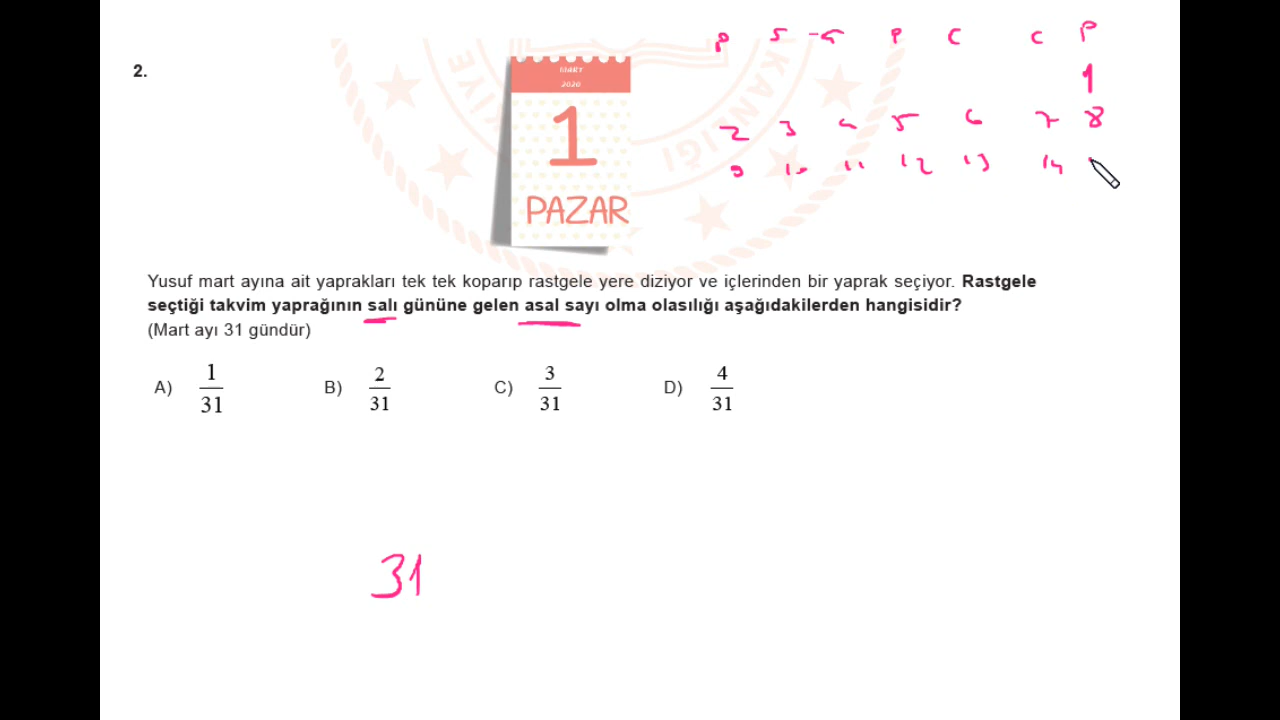 P S S P C C P
1
2 3 4 5 6 7 8
9 10 11 12 13 14
2.
MART
2020
1
PAZAR
KANLIĞI
Yusuf mart ayına ait yaprakları tek tek koparıp rastgele yere diziyor ve içlerinden bir yaprak seçiyor. Rastgele
seçtiği takvim yaprağının salı gününe gelen asal sayı olma olasılığı aşağıdakilerden hangisidir?
(Mart ayı 31 gündür)
A) 1/31 B) 2/31 C) 3/31 D) 4/31
31